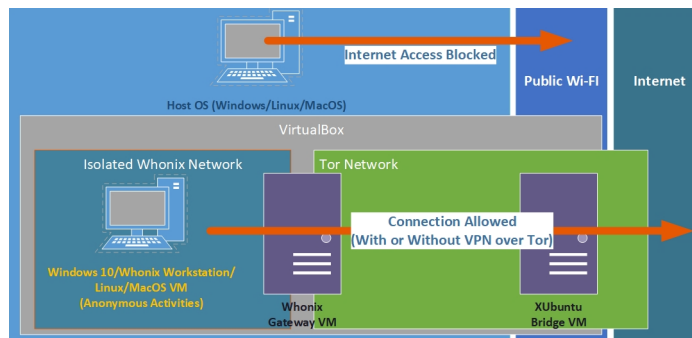 Internet Access Blocked
Public Wi-FI
Internet
Host OS (Windows/Linux/MacOS)
VirtualBox
Isolated Whonix Network
Tor Network
Connection Allowed
(With or Without VPN over Tor)
Windows 10/Whonix Workstation/
Linux/MacOS VM
(Anonymous Activities)
Whonix
Gateway VM
XUbuntu
Bridge VM